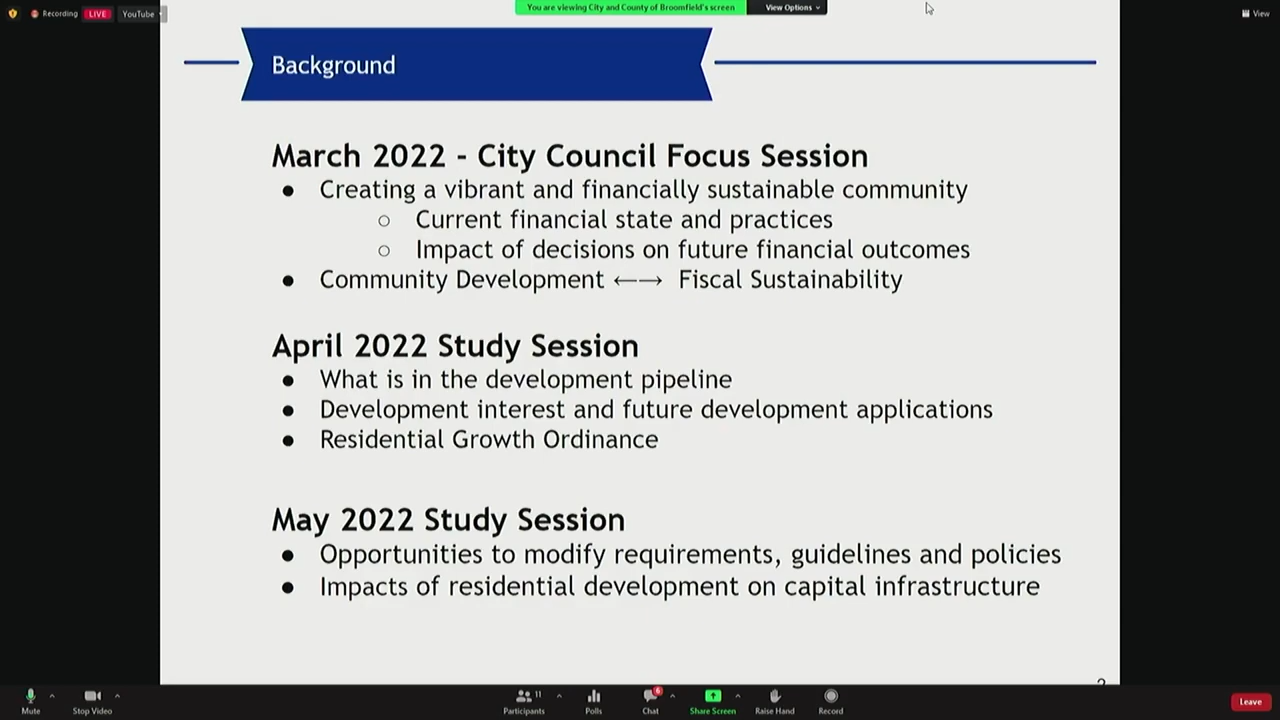 Recording LIVE YouTube
You are viewing City and County of Broomfield's screen View Options
View
Background
March 2022 - City Council Focus Session
● Creating a vibrant and financially sustainable community
○ Current financial state and practices
○ Impact of decisions on future financial outcomes
● Community Development ←→ Fiscal Sustainability
April 2022 Study Session
● What is in the development pipeline
● Development interest and future development applications
● Residential Growth Ordinance
May 2022 Study Session
● Opportunities to modify requirements, guidelines and policies
● Impacts of residential development on capital infrastructure
Mute Stop Video Participants 11 Polls Chat 6 Share Screen Raise Hand Record Leave